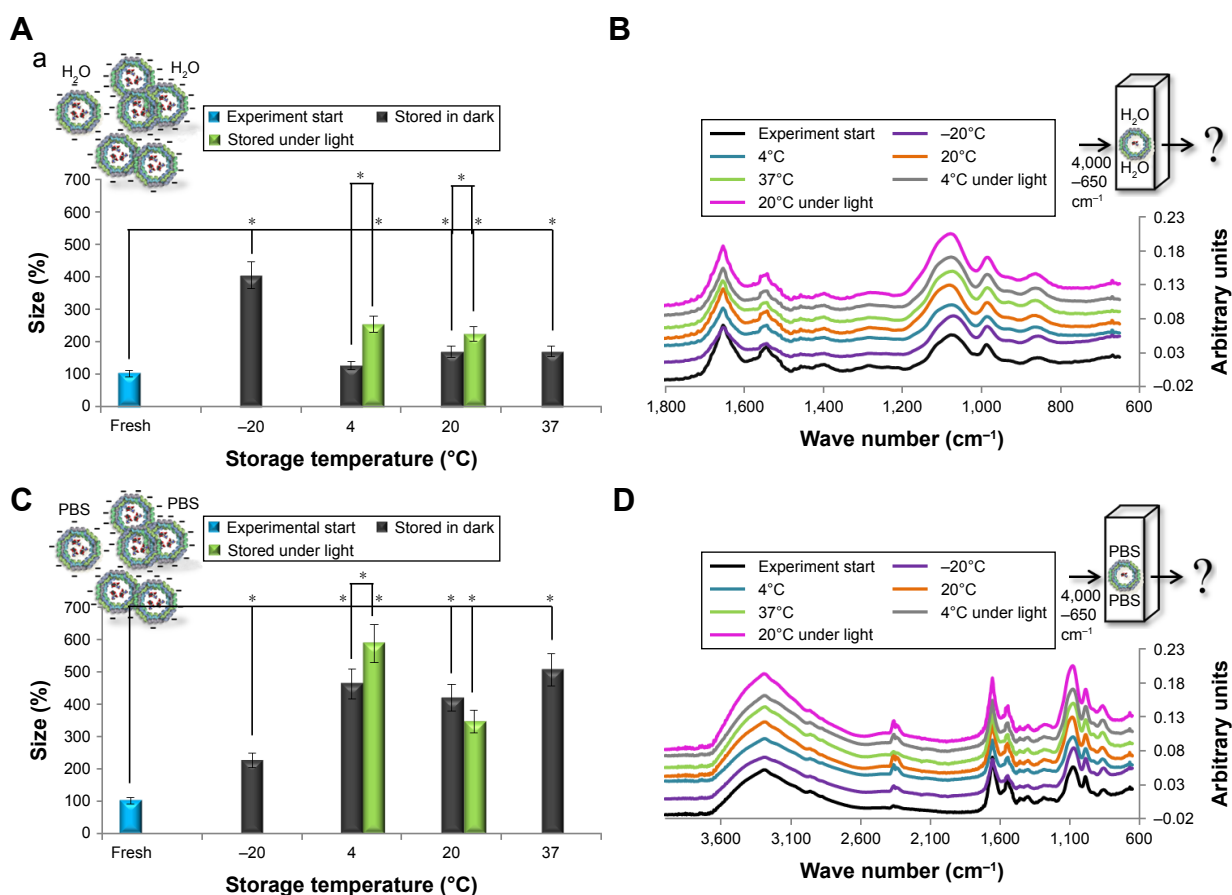 A
a
H₂O H₂O
Experiment start Stored in dark
Stored under light
Size (%)
700
600
500
400
300
200
100
0
* * * * * * *
Fresh –20 4 20 37
Storage temperature (°C)
B
Experiment start –20°C
4°C 20°C
37°C 4°C under light
20°C under light
H₂O
H₂O
4,000
–650
cm⁻¹
?
0.23
0.18
0.13
0.08
0.03
–0.02
Arbitrary units
1,800 1,600 1,400 1,200 1,000 800 600
Wave number (cm⁻¹)
C
PBS PBS
Experimental start Stored in dark
Stored under light
Size (%)
700
600
500
400
300
200
100
0
* * * * * * *
Fresh –20 4 20 37
Storage temperature (°C)
D
Experiment start –20°C
4°C 20°C
37°C 4°C under light
20°C under light
PBS
PBS
4,000
–650
cm⁻¹
?
0.23
0.18
0.13
0.08
0.03
–0.02
Arbitrary units
3,600 3,100 2,600 2,100 1,600 1,100 600
Wave number (cm⁻¹)